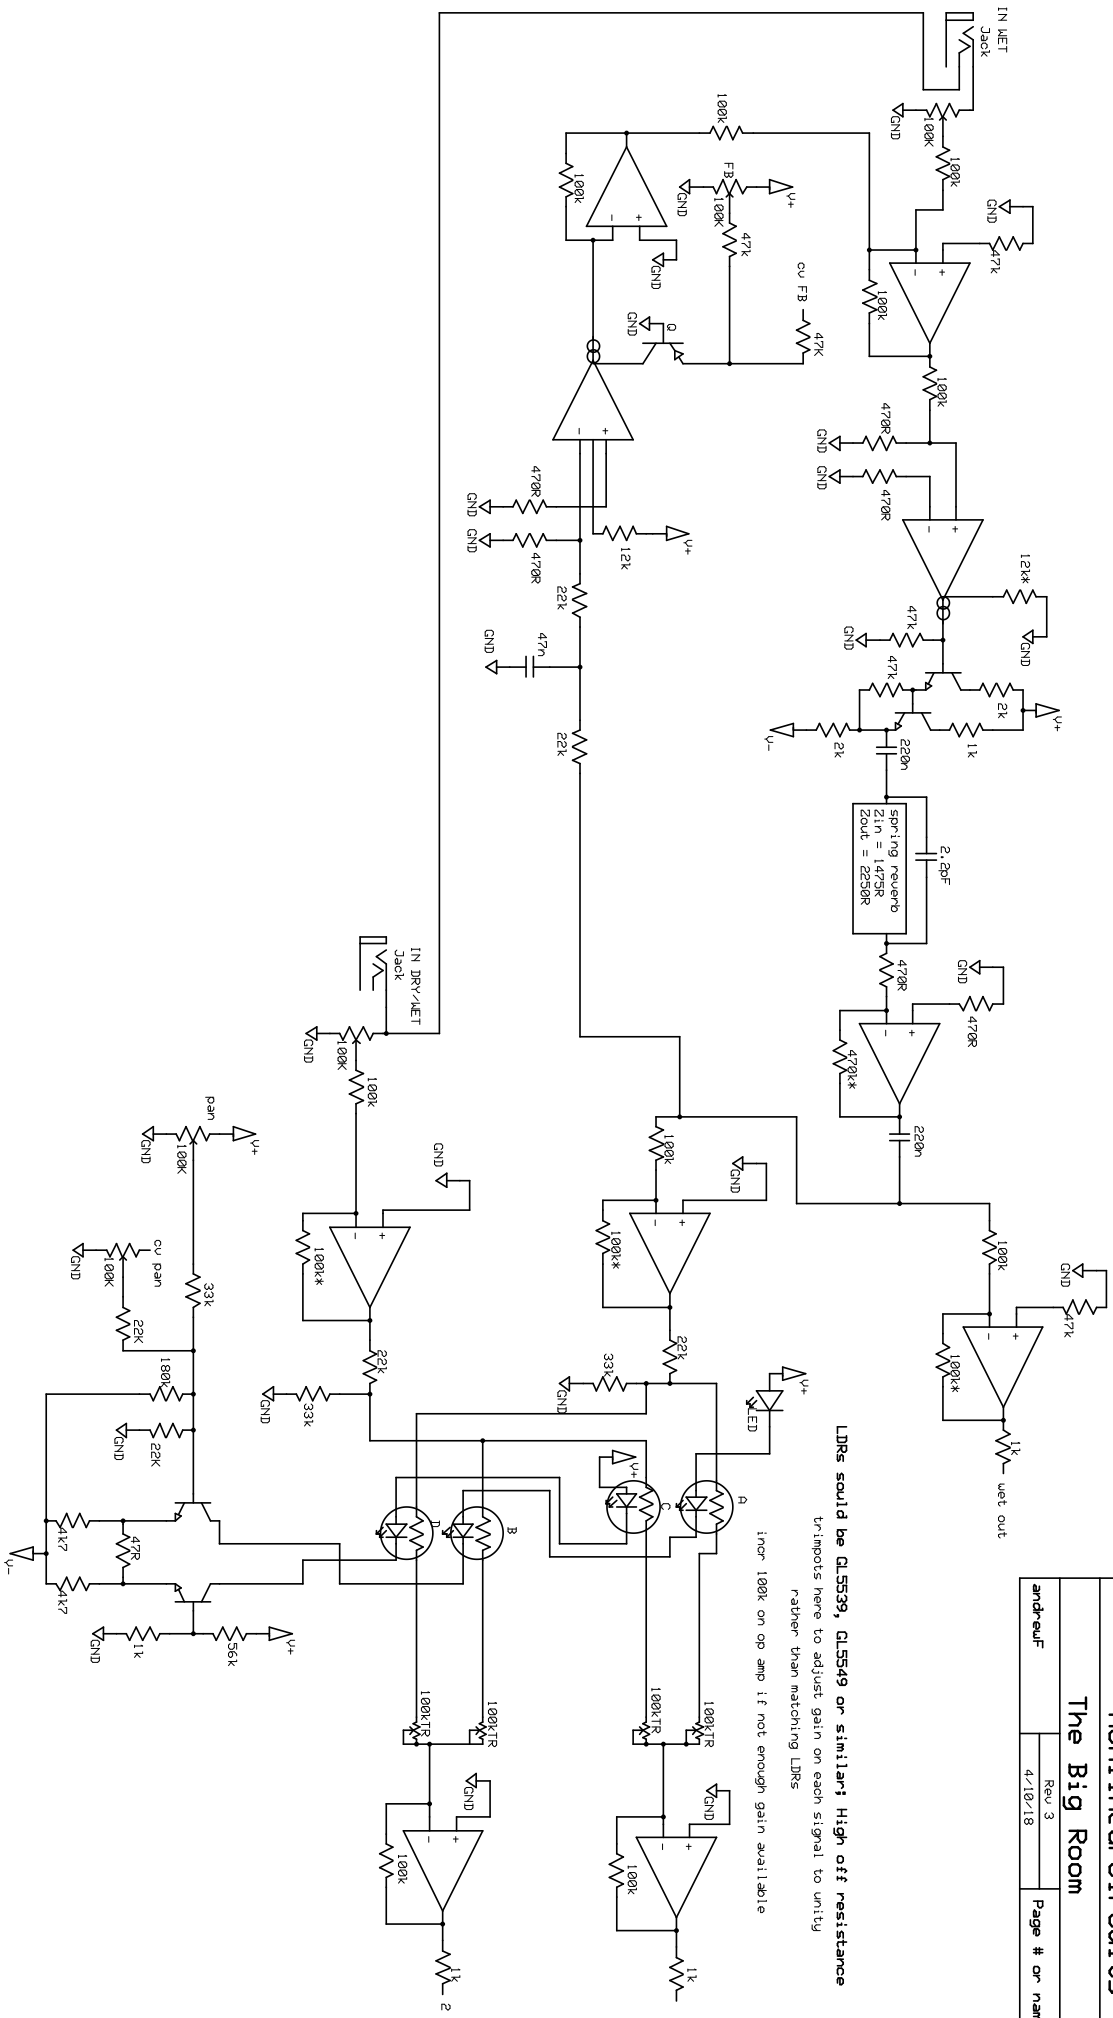 IN WET
Jack
100K
GND
100k
GND
47k
100k
100k
100k
100k
FB
100K
GND
V+
47k
GND
cv FB
47K
Q
GND
470R
GND
470R
GND
12k*
GND
47k
GND
47k
2k
1k
V+
2k
V-
220n
spring reverb
Zin = 1475R
Zout = 2250R
2.2pF
470R
GND
470R
470k*
220n
100k
GND
47k
100k*
1k
wet out
470R
GND
470R
GND
12k
V+
22k
47n
GND
22k
IN DRY/WET
Jack
100K
GND
100k
GND
100k*
22k
33k
GND
100k
GND
100k*
22k
33k
GND
V+
LED
A
V+
C
B
D
pan
V+
100K
GND
33k
cv pan
100K
GND
22K
180k
22K
GND
4k7
47R
4k7
V-
1k
GND
56k
V+
100kTR
100kTR
100kTR
100kTR
GND
100k
1k
GND
100k
1k
2
LDRs sould be GL5539, GL5549 or similar; High off resistance
trimpots here to adjust gain on each signal to unity
rather than matching LDRs
incr 100k on op amp if not enough gain available
The Big Room
andrewF
Rev 3
4/10/18
Page # or nam